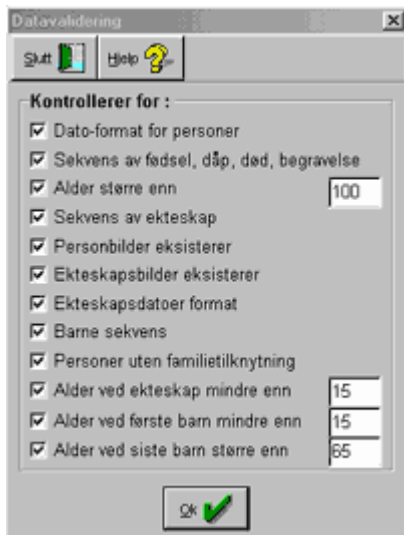 Datavalidering
Slutt Hjelp
Kontrollerer for :
Dato-format for personer
Sekvens av fødsel, dåp, død, begravelse
Alder større enn 100
Sekvens av ekteskap
Personbilder eksisterer
Ekteskapsbilder eksisterer
Ekteskapsdatoer format
Barne sekvens
Personer uten familietilknytning
Alder ved ekteskap mindre enn 15
Alder ved første barn mindre enn 15
Alder ved siste barn større enn 65
Ok